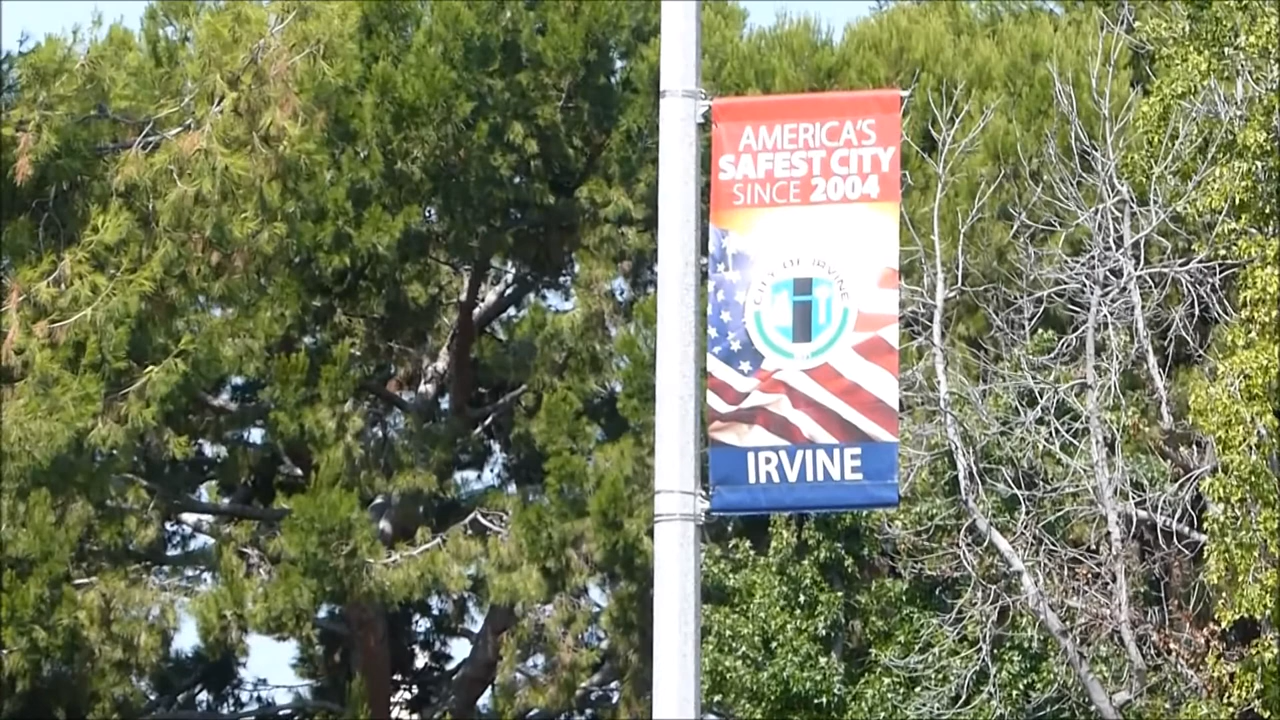 AMERICA'S
SAFEST CITY
SINCE 2004
CITY OF IRVINE
IRVINE